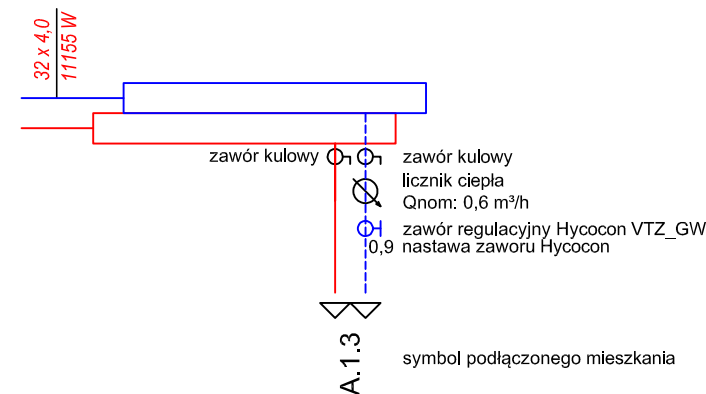 32 x 4,0
11155 W
zawór kulowy
zawór kulowy
licznik ciepła
Qnom: 0,6 m³/h
zawór regulacyjny Hycocon VTZ_GW
0,9 nastawa zaworu Hycocon
A.1.3
symbol podłączonego mieszkania